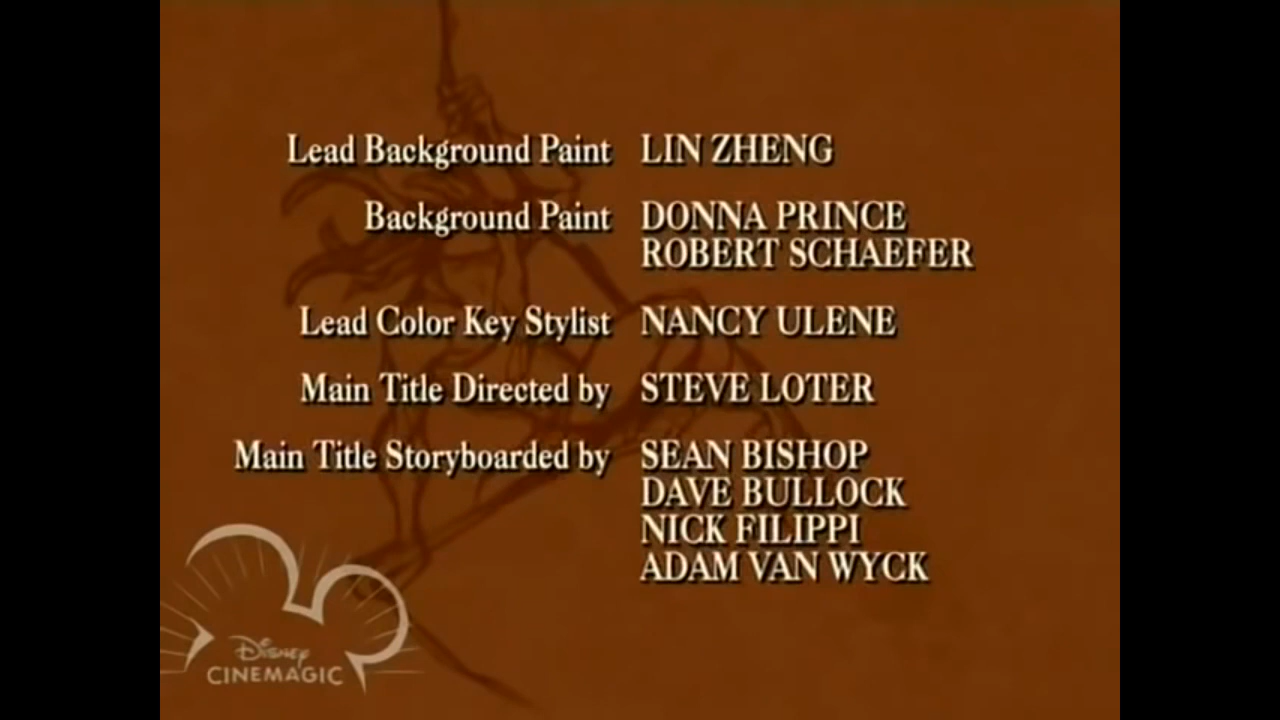 Lead Background Paint LIN ZHENG
Background Paint DONNA PRINCE
ROBERT SCHAEFER
Lead Color Key Stylist NANCY ULENE
Main Title Directed by STEVE LOTER
Main Title Storyboarded by SEAN BISHOP
DAVE BULLOCK
NICK FILIPPI
ADAM VAN WYCK
Disney
CINEMAGIC